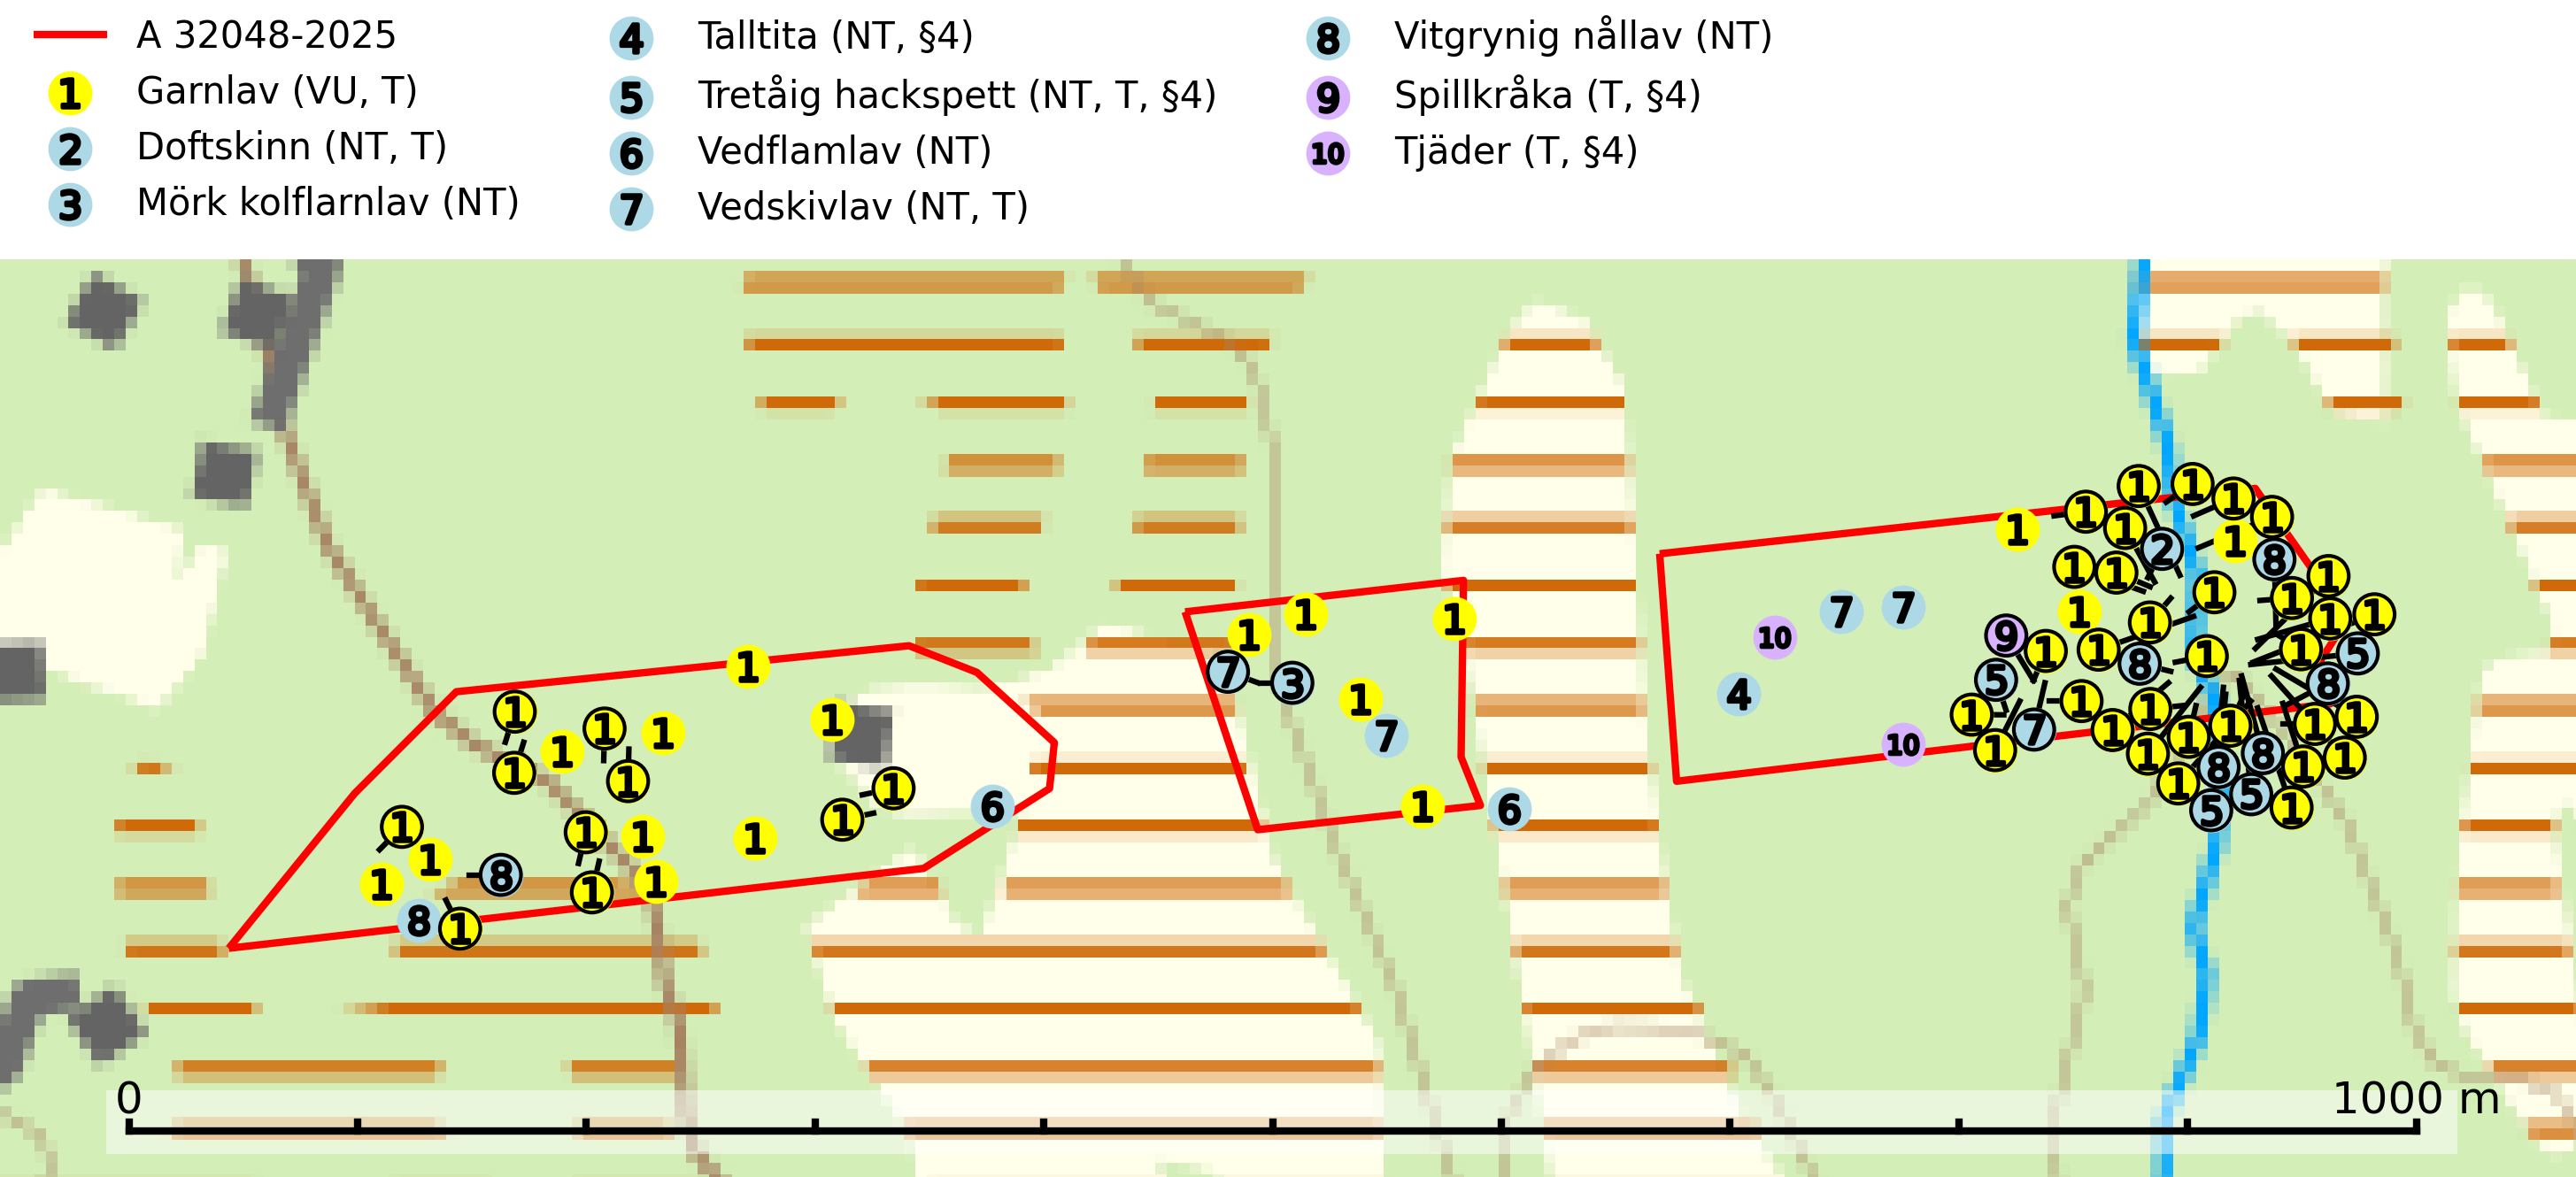 A 32048-2025
1 Garnlav (VU, T)
2 Doftskinn (NT, T)
3 Mörk kolflarnlav (NT)
4 Talltita (NT, §4)
5 Tretåig hackspett (NT, T, §4)
6 Vedflamlav (NT)
7 Vedskivlav (NT, T)
8 Vitgrynig nållav (NT)
9 Spillkråka (T, §4)
10 Tjäder (T, §4)
0 1000 m